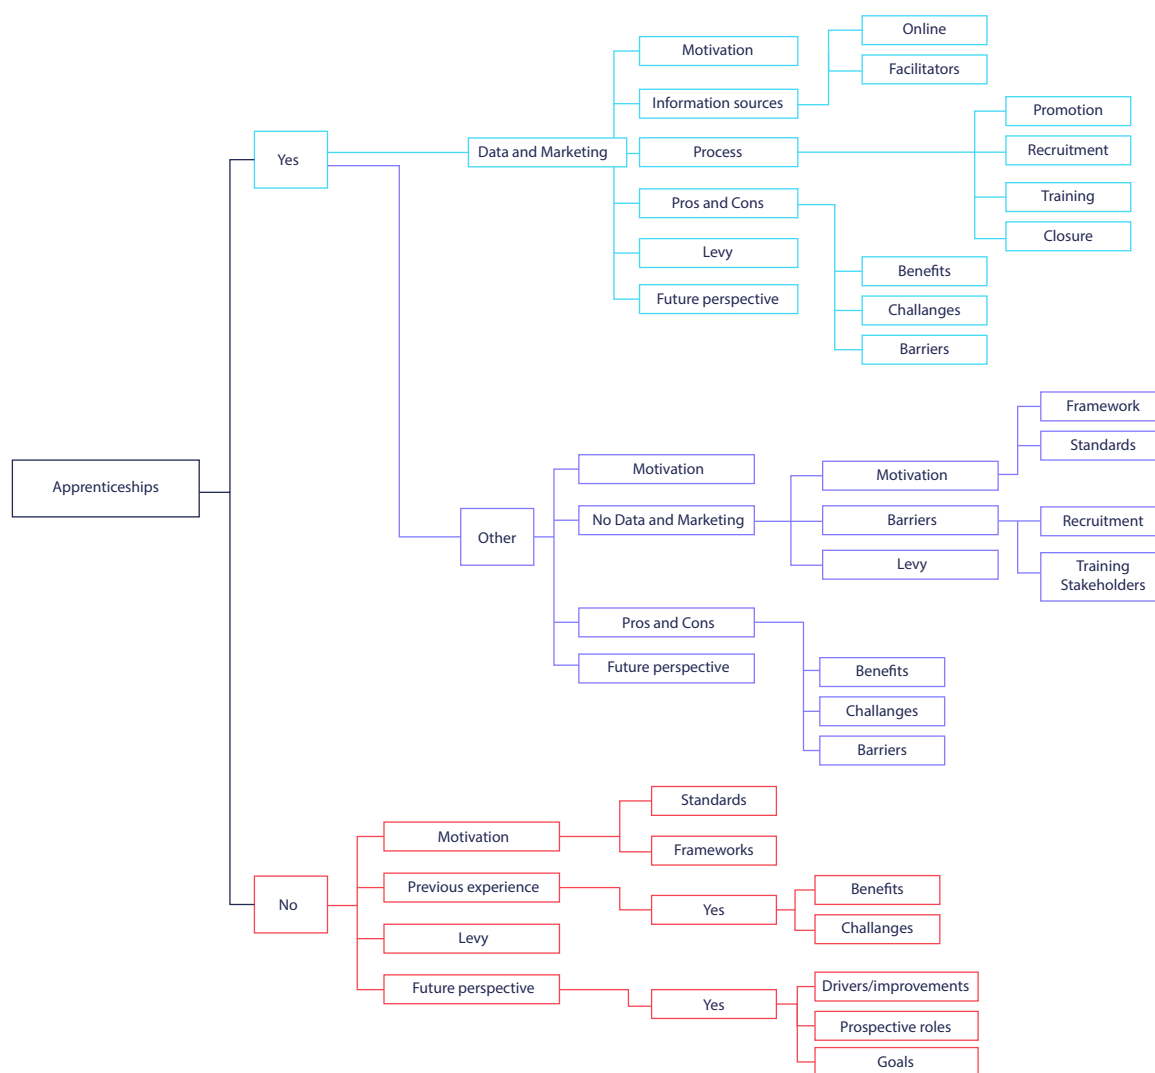 Apprenticeships
Yes
Data and Marketing
Motivation
Information sources
Online
Facilitators
Process
Promotion
Recruitment
Training
Closure
Pros and Cons
Benefits
Challanges
Barriers
Levy
Future perspective
Other
Motivation
No Data and Marketing
Motivation
Framework
Standards
Barriers
Recruitment
Training
Stakeholders
Levy
Pros and Cons
Benefits
Challanges
Barriers
Future perspective
No
Motivation
Standards
Frameworks
Previous experience
Yes
Benefits
Challanges
Levy
Future perspective
Yes
Drivers/improvements
Prospective roles
Goals